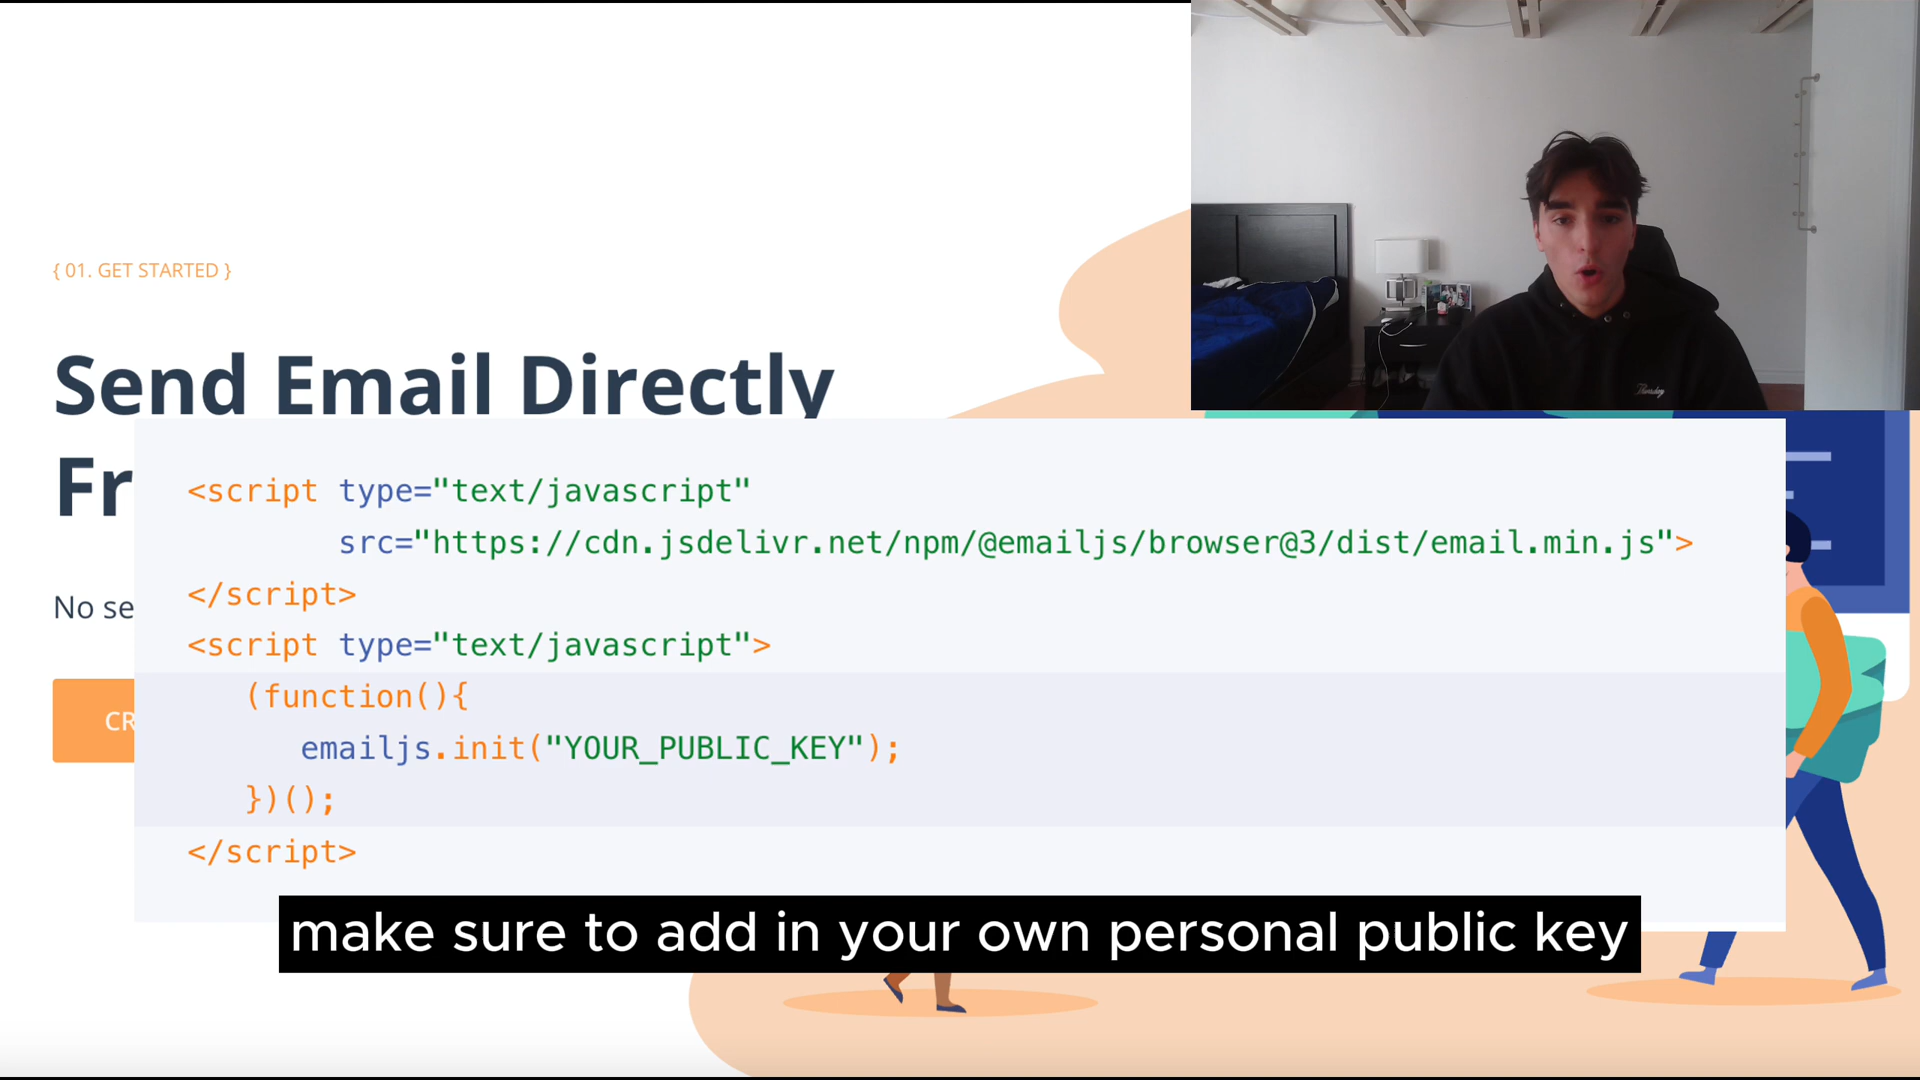 { 01. GET STARTED }
Send Email Directly
Fr
No se
CR
<script type="text/javascript"
src="https://cdn.jsdelivr.net/npm/@emailjs/browser@3/dist/email.min.js">
</script>
<script type="text/javascript">
(function(){
emailjs.init("YOUR_PUBLIC_KEY");
})();
</script>
make sure to add in your own personal public key
Thursday